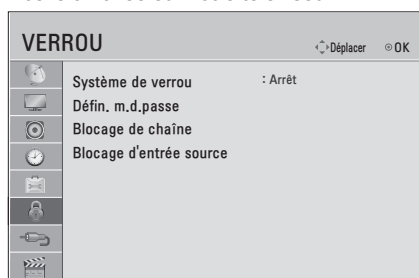 VERROU
Déplacer
OK
Système de verrou : Arrêt
Défin. m.d.passe
Blocage de chaîne
Blocage d'entrée source